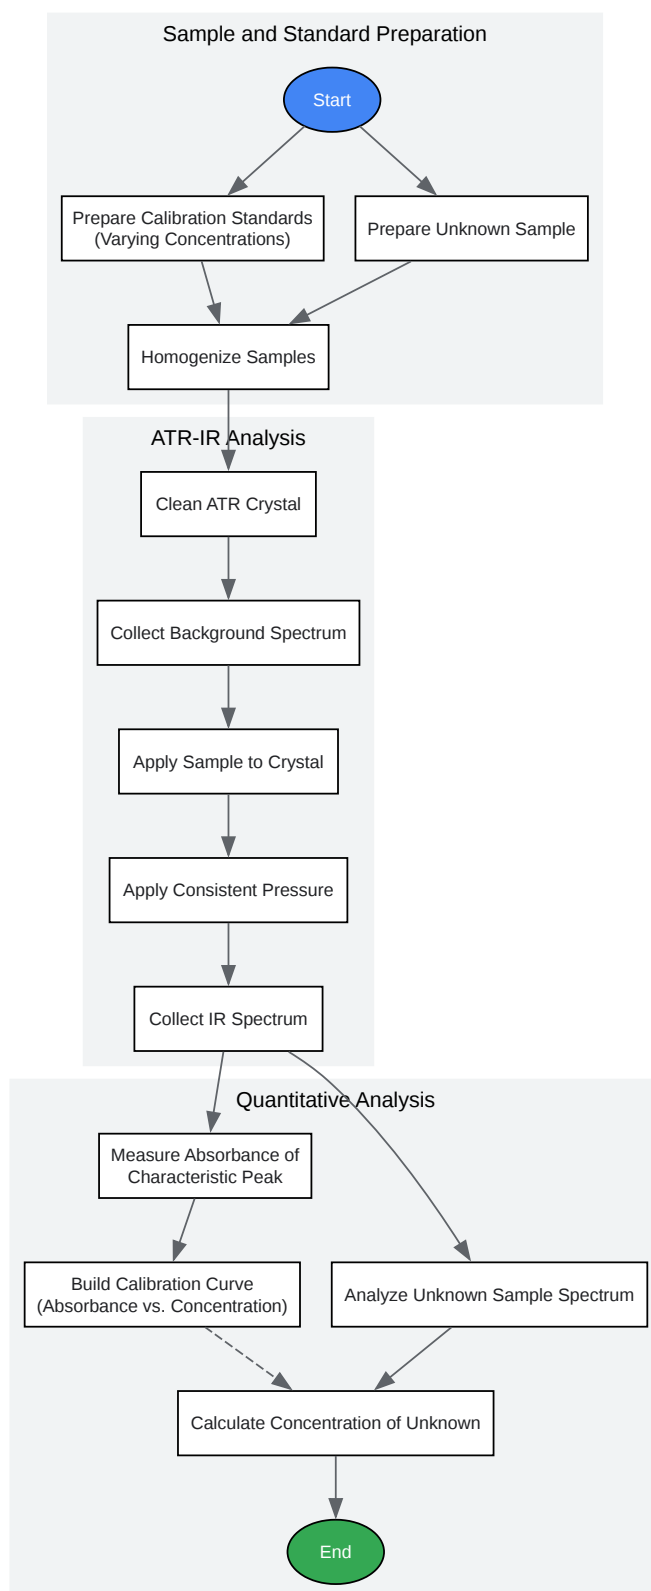 Sample and Standard Preparation
Start
Prepare Calibration Standards
(Varying Concentrations)
Prepare Unknown Sample
Homogenize Samples
ATR-IR Analysis
Clean ATR Crystal
Collect Background Spectrum
Apply Sample to Crystal
Apply Consistent Pressure
Collect IR Spectrum
Quantitative Analysis
Measure Absorbance of
Characteristic Peak
Build Calibration Curve
(Absorbance vs. Concentration)
Analyze Unknown Sample Spectrum
Calculate Concentration of Unknown
End